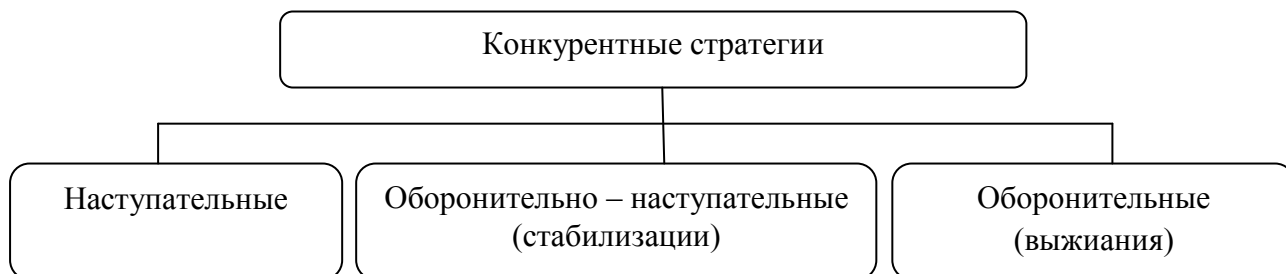 Конкурентные стратегии
Наступательные
Оборонительно – наступательные
(стабилизации)
Оборонительные
(выжиания)